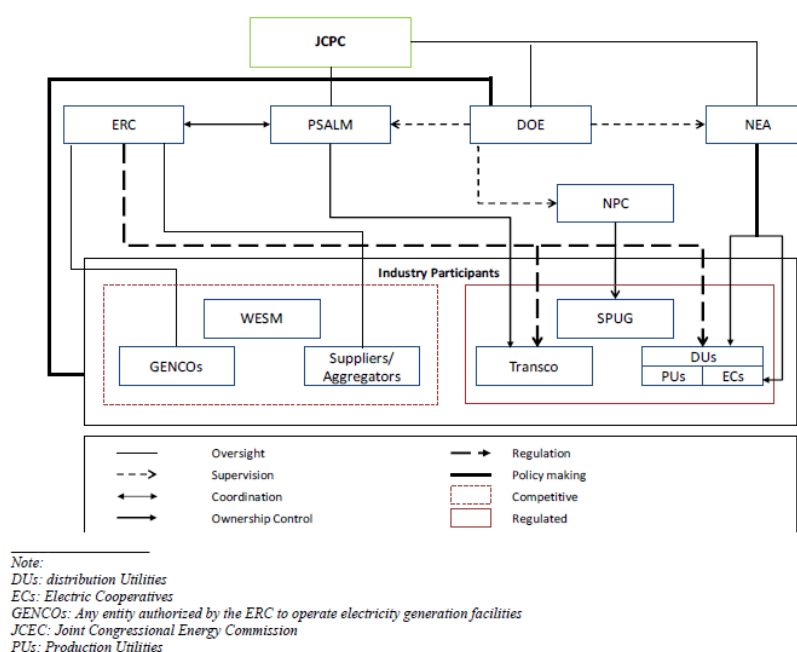 JCPC
ERC
PSALM
DOE
NEA
NPC
Industry Participants
WESM
SPUG
GENCOs
Suppliers/
Aggregators
Transco
DUs
PUs
ECs
Oversight
Regulation
Supervision
Policy making
Coordination
Competitive
Ownership Control
Regulated
Note:
DUs: distribution Utilities
ECs: Electric Cooperatives
GENCOs: Any entity authorized by the ERC to operate electricity generation facilities
JCEC: Joint Congressional Energy Commission
PUs: Production Utilities